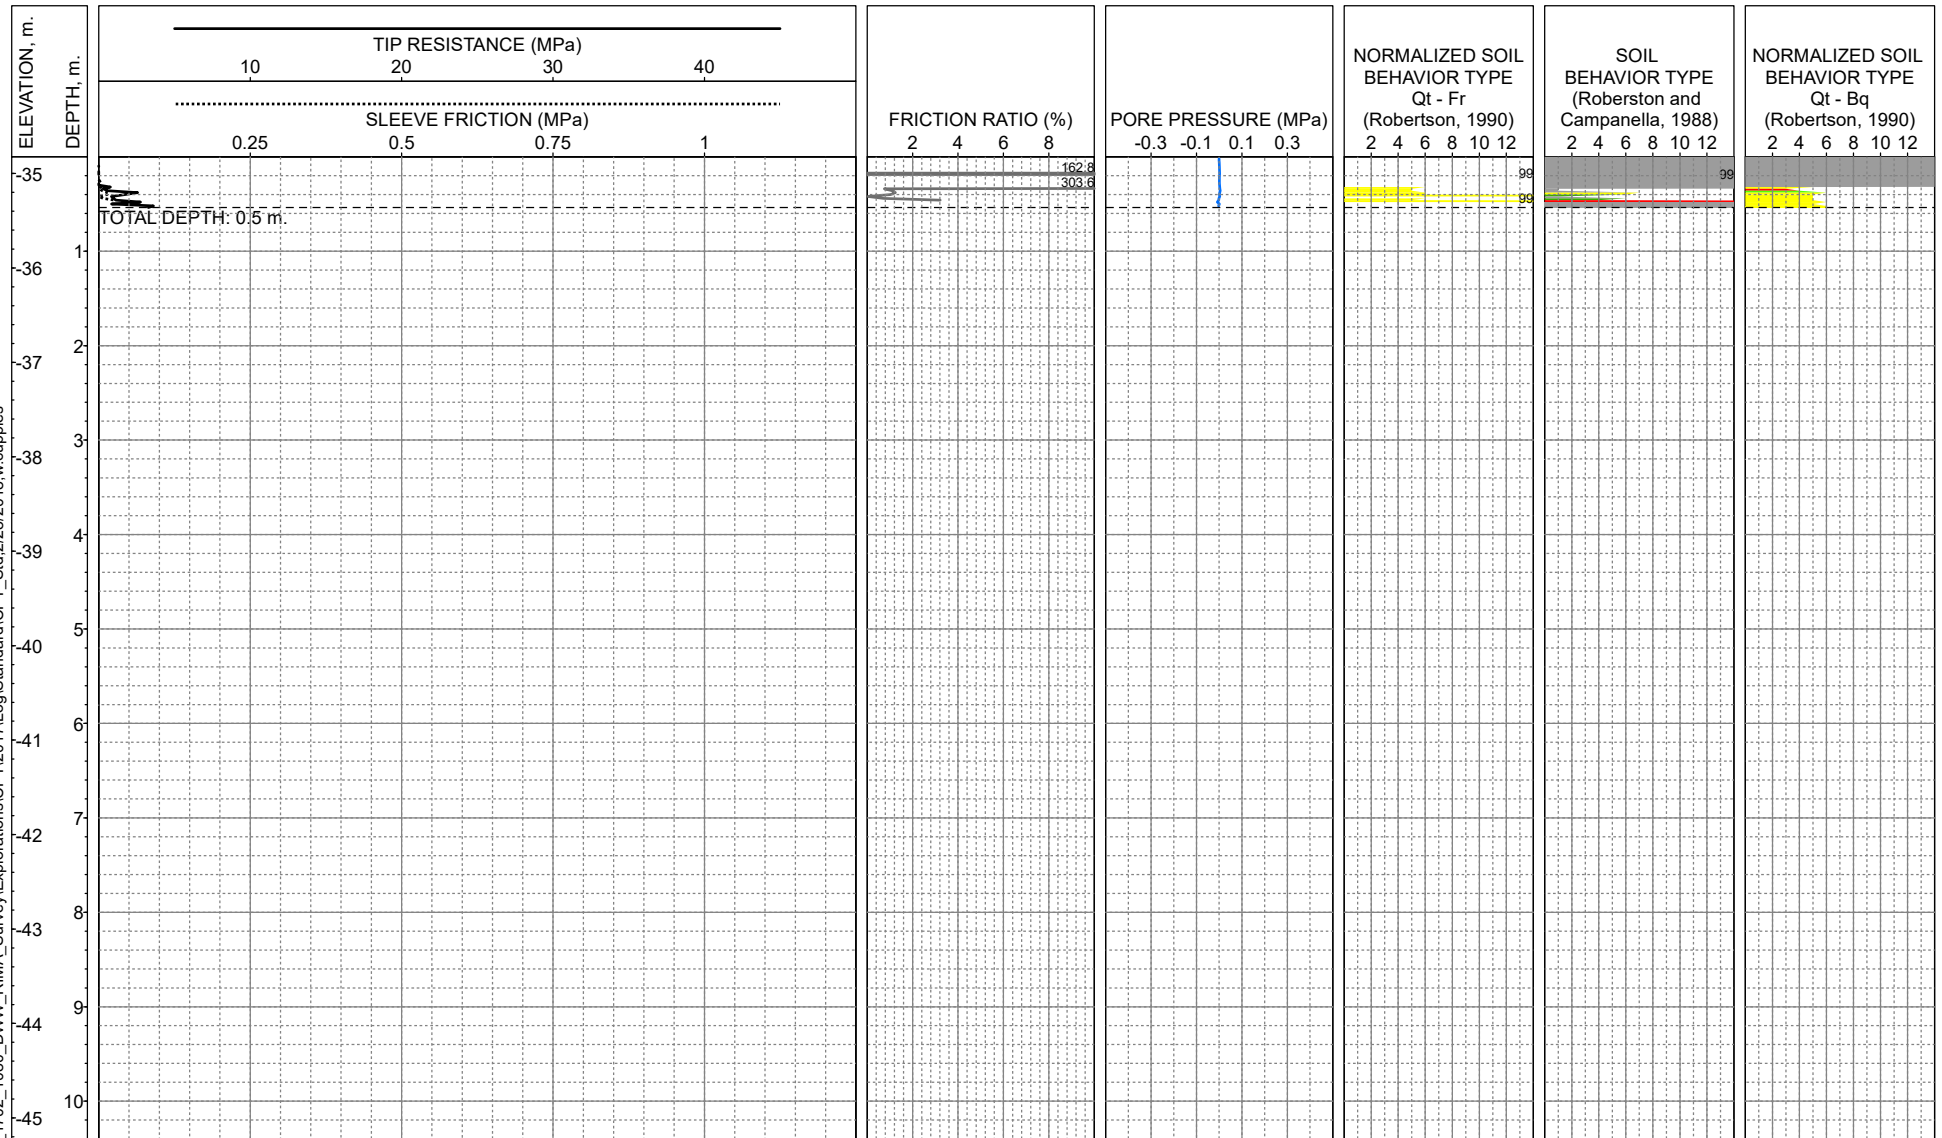 ELEVATION, m.
DEPTH, m.
TIP RESISTANCE (MPa)
10 20 30 40
SLEEVE FRICTION (MPa)
0.25 0.5 0.75 1
FRICTION RATIO (%)
2 4 6 8
PORE PRESSURE (MPa)
-0.3 -0.1 0.1 0.3
NORMALIZED SOIL
BEHAVIOR TYPE
Qt - Fr
(Robertson, 1990)
2 4 6 8 10 12
SOIL
BEHAVIOR TYPE
(Roberston and
Campanella, 1988)
2 4 6 8 10 12
NORMALIZED SOIL
BEHAVIOR TYPE
Qt - Bq
(Robertson, 1990)
2 4 6 8 10 12
-35
162.8
99
99
303.6
99
TOTAL DEPTH: 0.5 m.
1
-36
2
-37
3
-38
4
-39
5
-40
6
-41
7
-42
8
-43
9
-44
10
-45